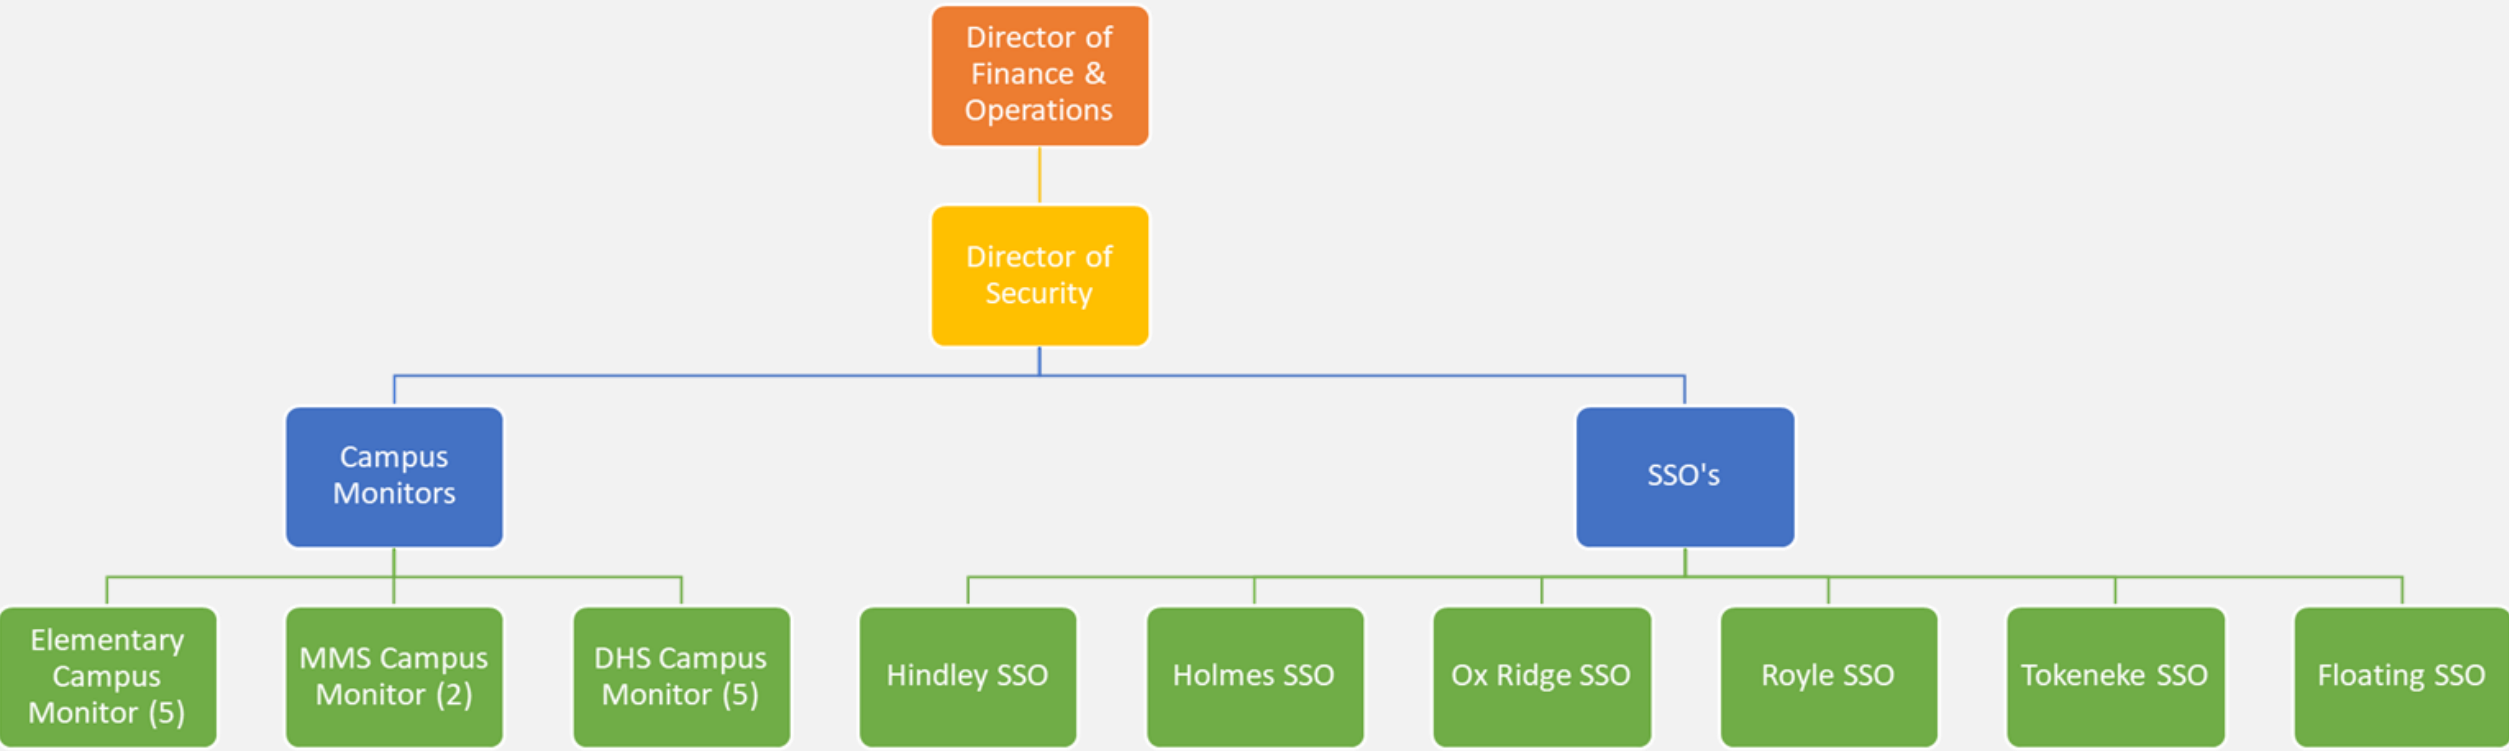 Director of
Finance &
Operations
Director of
Security
Campus
Monitors
SSO's
Elementary
Campus
Monitor (5)
MMS Campus
Monitor (2)
DHS Campus
Monitor (5)
Hindley SSO
Holmes SSO
Ox Ridge SSO
Royle SSO
Tokeneke SSO
Floating SSO